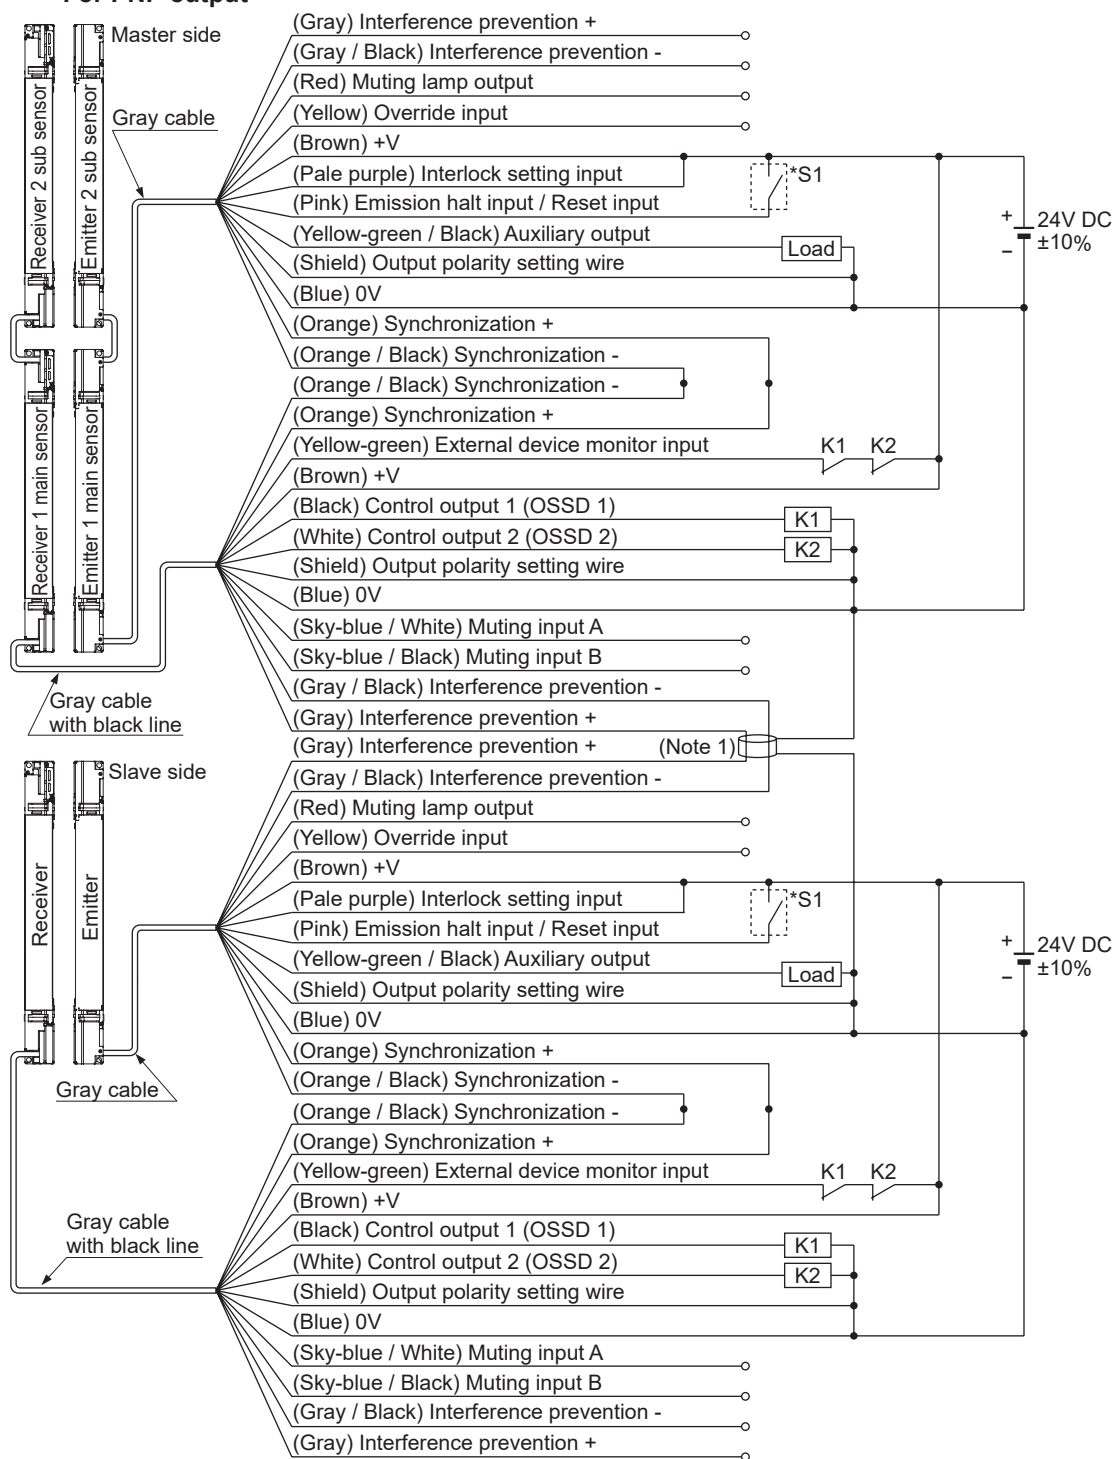 Master side
Gray cable
Receiver 2 sub sensor
Emitter 2 sub sensor
Receiver 1 main sensor
Emitter 1 main sensor
(Gray) Interference prevention +
(Gray / Black) Interference prevention -
(Red) Muting lamp output
(Yellow) Override input
(Brown) +V
(Pale purple) Interlock setting input
*S1
(Pink) Emission halt input / Reset input
(Yellow-green / Black) Auxiliary output
Load
+ 24V DC
− ±10%
(Shield) Output polarity setting wire
(Blue) 0V
(Orange) Synchronization +
(Orange / Black) Synchronization -
(Orange / Black) Synchronization -
(Orange) Synchronization +
(Yellow-green) External device monitor input
K1 K2
(Brown) +V
(Black) Control output 1 (OSSD 1)
K1
(White) Control output 2 (OSSD 2)
K2
(Shield) Output polarity setting wire
(Blue) 0V
(Sky-blue / White) Muting input A
(Sky-blue / Black) Muting input B
(Gray / Black) Interference prevention -
(Gray) Interference prevention +
Gray cable
with black line
(Gray) Interference prevention +
(Note 1)
Slave side
Receiver
Emitter
(Gray / Black) Interference prevention -
(Red) Muting lamp output
(Yellow) Override input
(Brown) +V
(Pale purple) Interlock setting input
*S1
(Pink) Emission halt input / Reset input
(Yellow-green / Black) Auxiliary output
Load
+ 24V DC
− ±10%
(Shield) Output polarity setting wire
(Blue) 0V
(Orange) Synchronization +
(Orange / Black) Synchronization -
Gray cable
(Orange / Black) Synchronization -
(Orange) Synchronization +
(Yellow-green) External device monitor input
K1 K2
(Brown) +V
(Black) Control output 1 (OSSD 1)
K1
Gray cable
with black line
(White) Control output 2 (OSSD 2)
K2
(Shield) Output polarity setting wire
(Blue) 0V
(Sky-blue / White) Muting input A
(Sky-blue / Black) Muting input B
(Gray / Black) Interference prevention -
(Gray) Interference prevention +